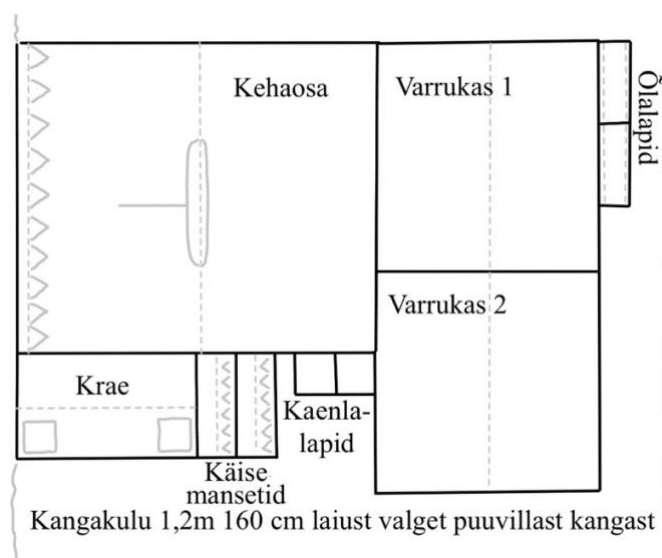 Kehaosa
Varrukas 1
Õlalapid
Varrukas 2
Krae
Kaenla-
lapid
Käise
mansetid
Kangakulu 1,2m 160 cm laiust valget puuvillast kangast